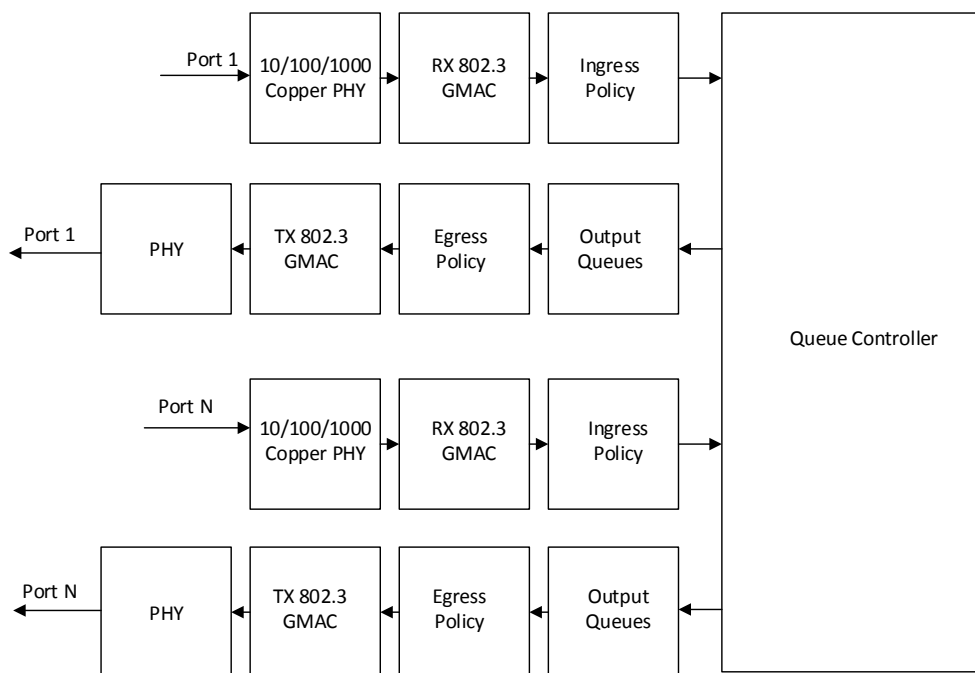 Port 1
10/100/1000
Copper PHY
RX 802.3
GMAC
Ingress
Policy
Port 1
PHY
TX 802.3
GMAC
Egress
Policy
Output
Queues
Queue Controller
Port N
10/100/1000
Copper PHY
RX 802.3
GMAC
Ingress
Policy
Port N
PHY
TX 802.3
GMAC
Egress
Policy
Output
Queues